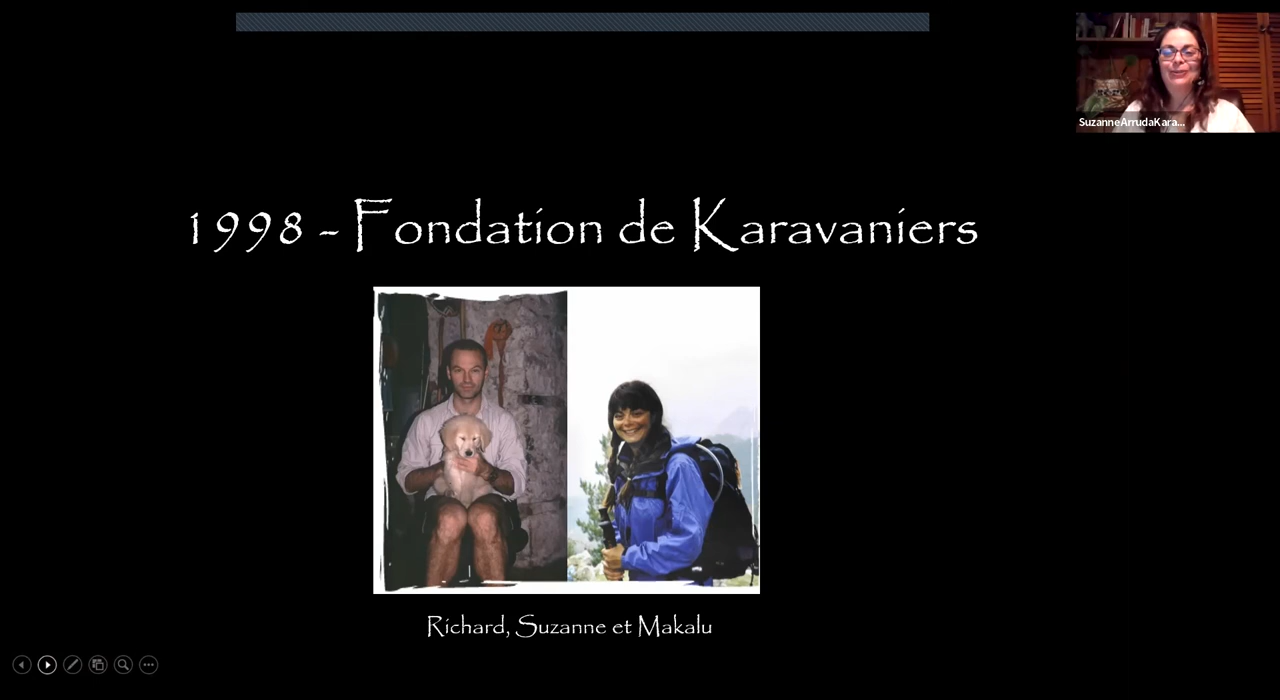 SuzanneArrudaKara...
1998 - Fondation de Karavaniers
Richard, Suzanne et Makalu